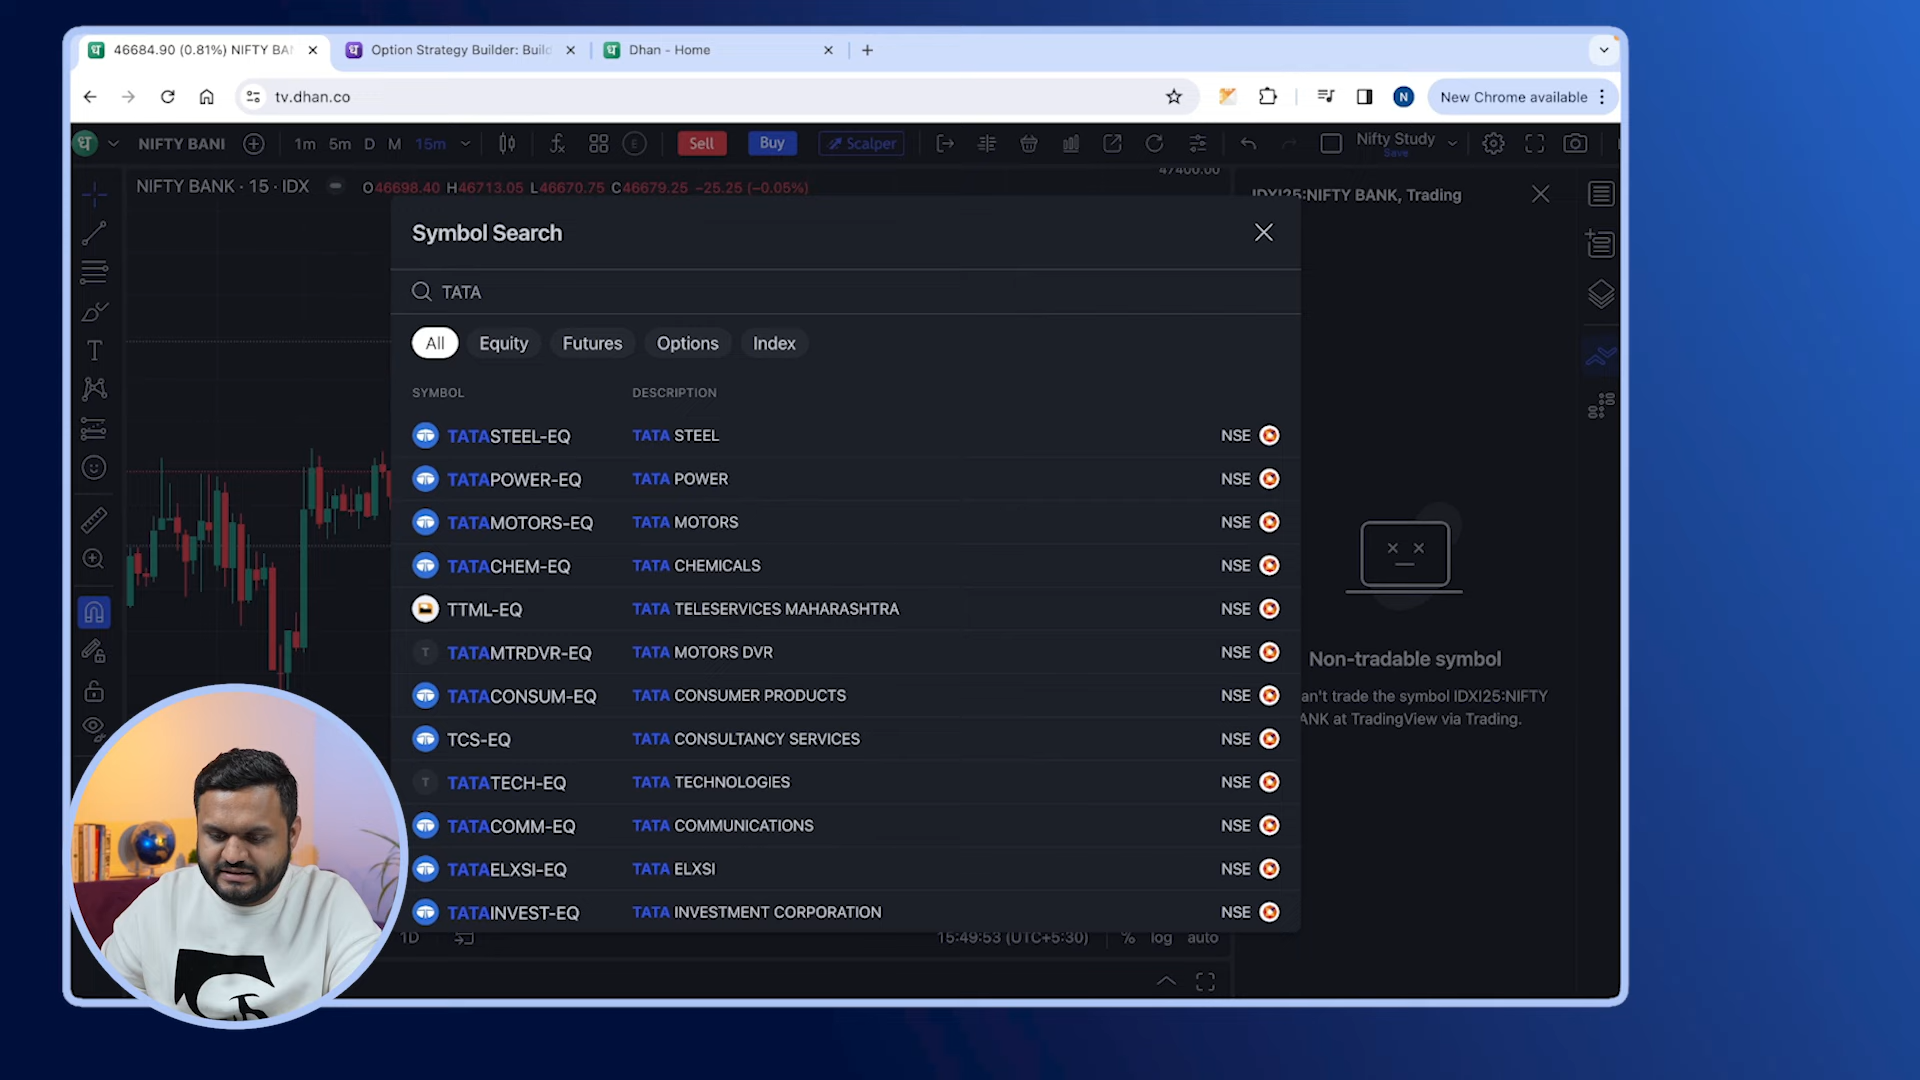 46684.90 (0.81%) NIFTY BAN
Option Strategy Builder: Build
Dhan - Home
tv.dhan.co
N
New Chrome available
ध
NIFTY BANI
1m 5m D M 15m
E
Sell
Buy
Scalper
Nifty Study
Save
NIFTY BANK · 15 · IDX
O46698.40 H46713.05 L46670.75 C46679.25 −25.25 (−0.05%)
47400.00
IDXI25:NIFTY BANK, Trading
Symbol Search
TATA
All Equity Futures Options Index
SYMBOL DESCRIPTION
TATASTEEL-EQ TATA STEEL NSE
TATAPOWER-EQ TATA POWER NSE
TATAMOTORS-EQ TATA MOTORS NSE
TATACHEM-EQ TATA CHEMICALS NSE
TTML-EQ TATA TELESERVICES MAHARASHTRA NSE
T TATAMTRDVR-EQ TATA MOTORS DVR NSE
TATACONSUM-EQ TATA CONSUMER PRODUCTS NSE
TCS-EQ TATA CONSULTANCY SERVICES NSE
T TATATECH-EQ TATA TECHNOLOGIES NSE
TATACOMM-EQ TATA COMMUNICATIONS NSE
TATAELXSI-EQ TATA ELXSI NSE
TATAINVEST-EQ TATA INVESTMENT CORPORATION NSE
Non-tradable symbol
an't trade the symbol IDXI25:NIFTY
ANK at TradingView via Trading.
1D
15:49:53 (UTC+5:30) % log auto